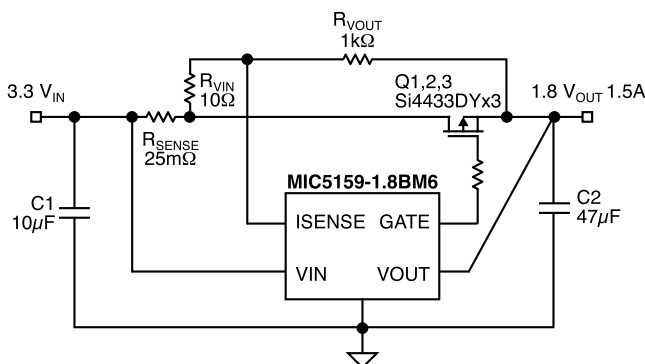 R_VOUT
1kΩ
3.3 V_IN
R_VIN
10Ω
Q1,2,3
Si4433DYx3
1.8 V_OUT 1.5A
R_SENSE
25mΩ
MIC5159-1.8BM6
C1
10µF
ISENSE GATE
C2
47µF
VIN VOUT